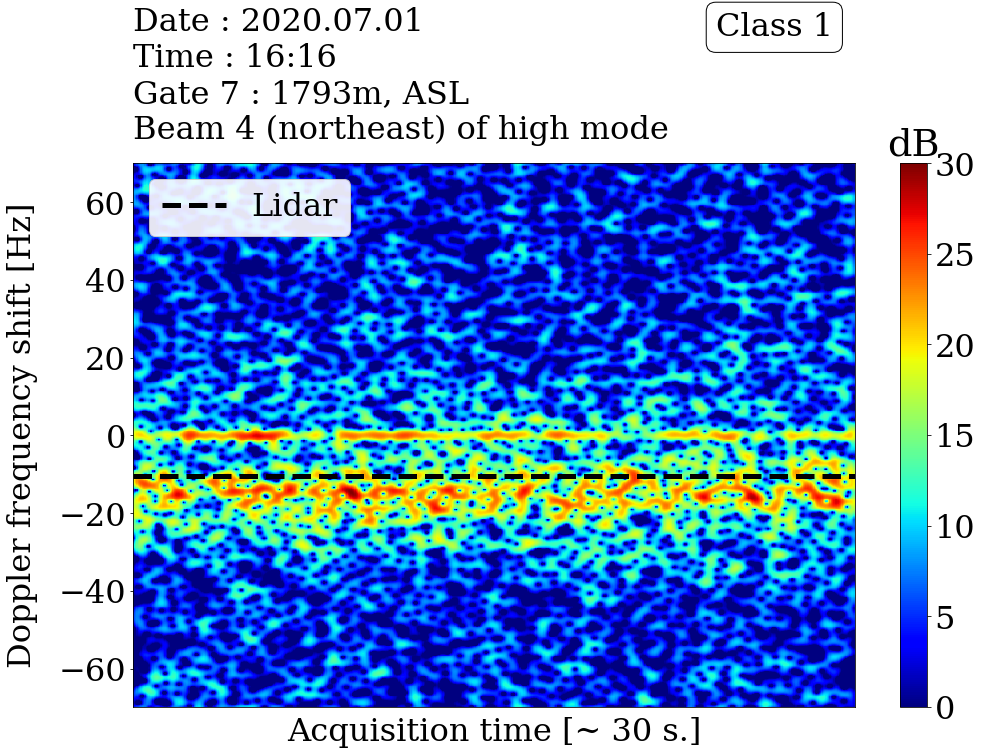 Date : 2020.07.01
Time : 16:16
Gate 7 : 1793m, ASL
Beam 4 (northeast) of high mode
Class 1
dB
Lidar
Doppler frequency shift [Hz]
60
40
20
0
−20
−40
−60
Acquisition time [~ 30 s.]
30
25
20
15
10
5
0